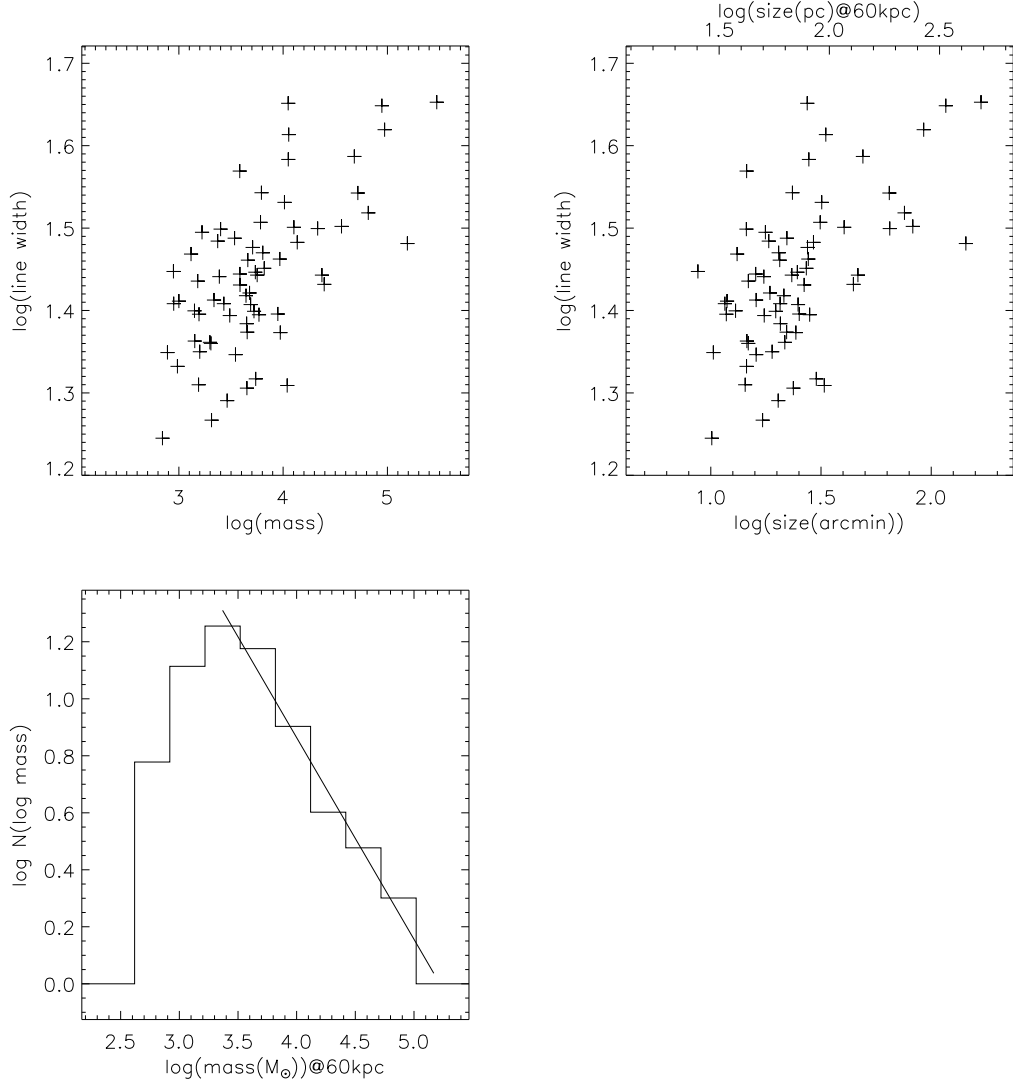 log(size(pc)@60kpc)
1.5 2.0 2.5
1.7
1.6
1.5
1.4
1.3
1.2
log(line width)
3 4 5
log(mass)
1.7
1.6
1.5
1.4
1.3
1.2
log(line width)
1.0 1.5 2.0
log(size(arcmin))
1.2
1.0
0.8
0.6
0.4
0.2
0.0
log N(log mass)
2.5 3.0 3.5 4.0 4.5 5.0
log(mass(M☉))@60kpc